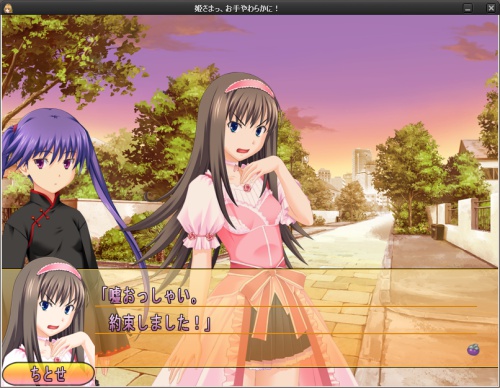 姫さまっ、お手やわらかに！
「嘘おっしゃい。
約束しました！」
ちとせ